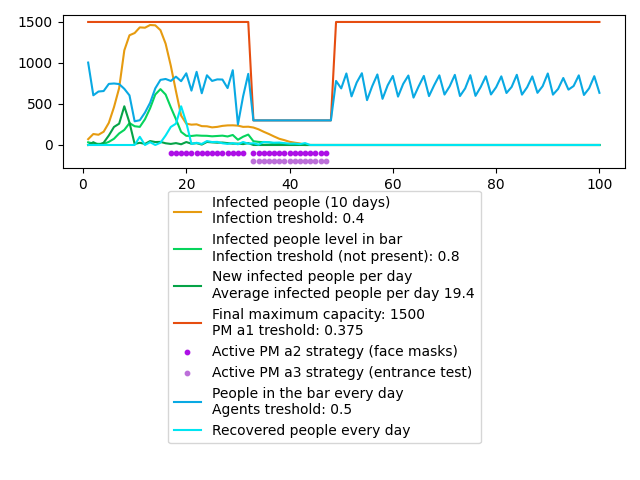 1500
1000
500
0
0 20 40 60 80 100
Infected people (10 days)
Infection treshold: 0.4
Infected people level in bar
Infection treshold (not present): 0.8
New infected people per day
Average infected people per day 19.4
Final maximum capacity: 1500
PM a1 treshold: 0.375
Active PM a2 strategy (face masks)
Active PM a3 strategy (entrance test)
People in the bar every day
Agents treshold: 0.5
Recovered people every day